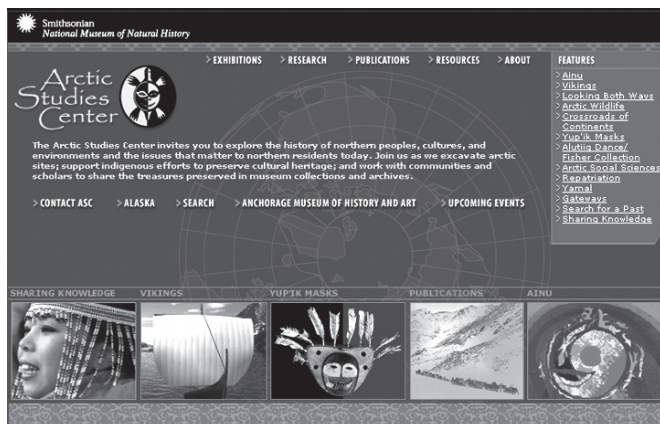 Smithsonian
National Museum of Natural History
> EXHIBITIONS > RESEARCH > PUBLICATIONS > RESOURCES > ABOUT
Arctic
Studies
Center
The Arctic Studies Center invites you to explore the history of northern peoples, cultures, and
environments and the issues that matter to northern residents today. Join us as we excavate arctic
sites; support indigenous efforts to preserve cultural heritage; and work with communities and
scholars to share the treasures preserved in museum collections and archives.
> CONTACT ASC > ALASKA > SEARCH > ANCHORAGE MUSEUM OF HISTORY AND ART > UPCOMING EVENTS
FEATURES
> Ainu
> Vikings
> Looking Both Ways
> Arctic Wildlife
> Crossroads of
Continents
> Yup'ik Masks
> Alutiiq Dance/
Fisher Collection
> Arctic Social Sciences
> Repatriation
> Yamal
> Gateways
> Search for a Past
> Sharing Knowledge
SHARING KNOWLEDGE VIKINGS YUP'IK MASKS PUBLICATIONS AINU